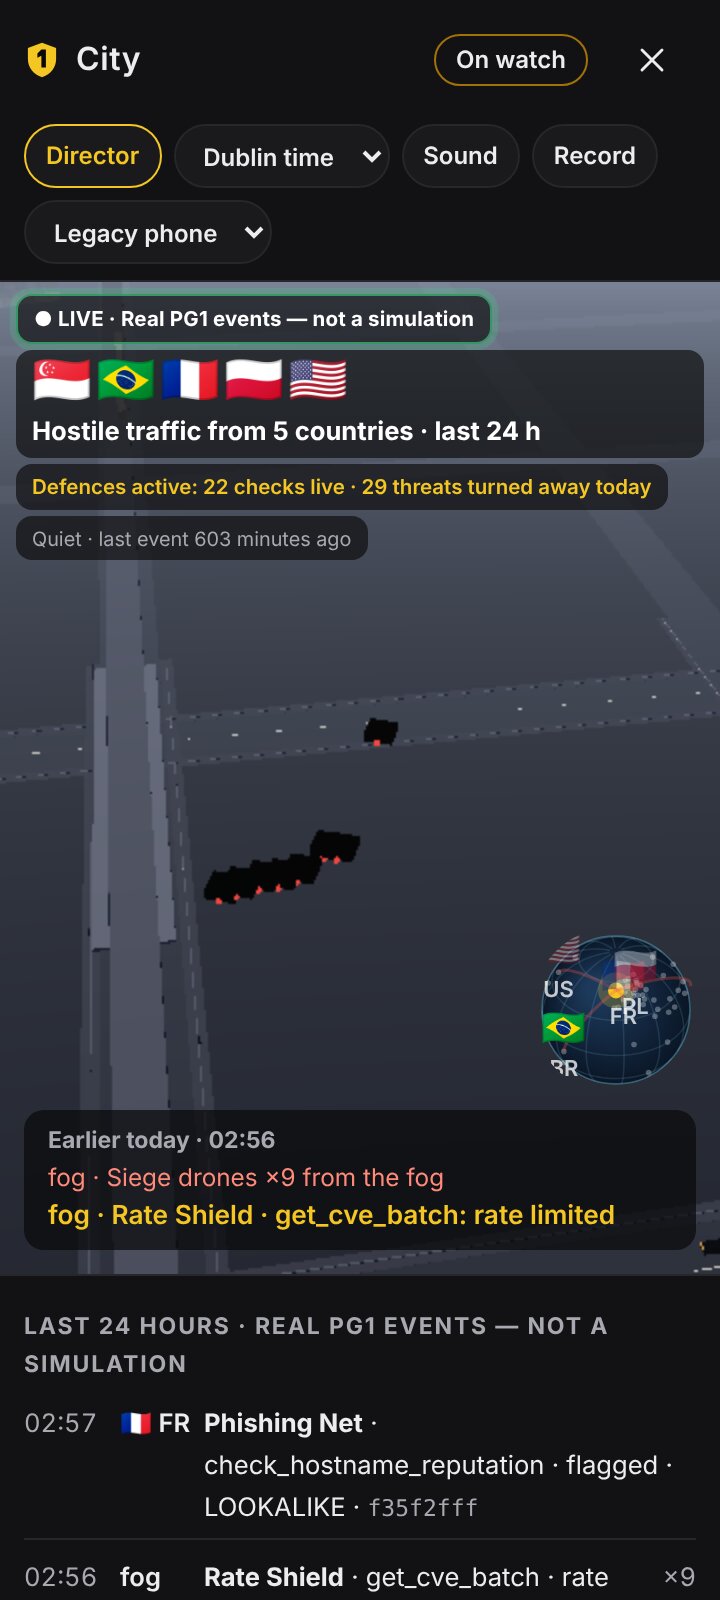 1 City On watch
Director Dublin time Sound Record
Legacy phone
LIVE · Real PG1 events — not a simulation
Hostile traffic from 5 countries · last 24 h
Defences active: 22 checks live · 29 threats turned away today
Quiet · last event 603 minutes ago
US
PL
FR
BR
Earlier today · 02:56
fog · Siege drones ×9 from the fog
fog · Rate Shield · get_cve_batch: rate limited
LAST 24 HOURS · REAL PG1 EVENTS — NOT A
SIMULATION
02:57 FR Phishing Net ·
check_hostname_reputation · flagged ·
LOOKALIKE · f35f2fff
02:56 fog Rate Shield · get_cve_batch · rate ×9